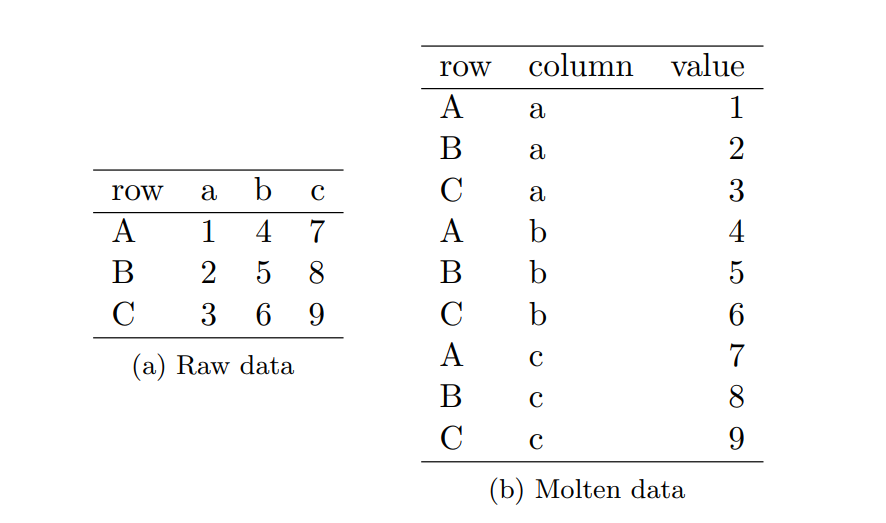 row a b c
A 1 4 7
B 2 5 8
C 3 6 9
(a) Raw data
row column value
A a 1
B a 2
C a 3
A b 4
B b 5
C b 6
A c 7
B c 8
C c 9
(b) Molten data